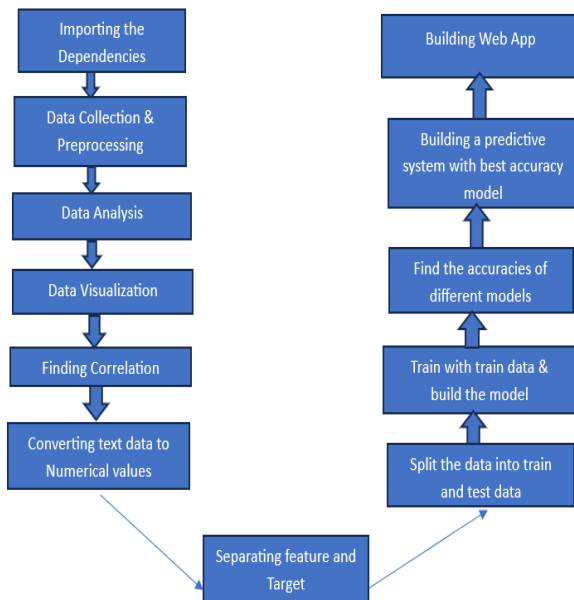 Importing the
Dependencies
Data Collection &
Preprocessing
Data Analysis
Data Visualization
Finding Correlation
Converting text data to
Numerical values
Separating feature and
Target
Split the data into train
and test data
Train with train data &
build the model
Find the accuracies of
different models
Building a predictive
system with best accuracy
model
Building Web App